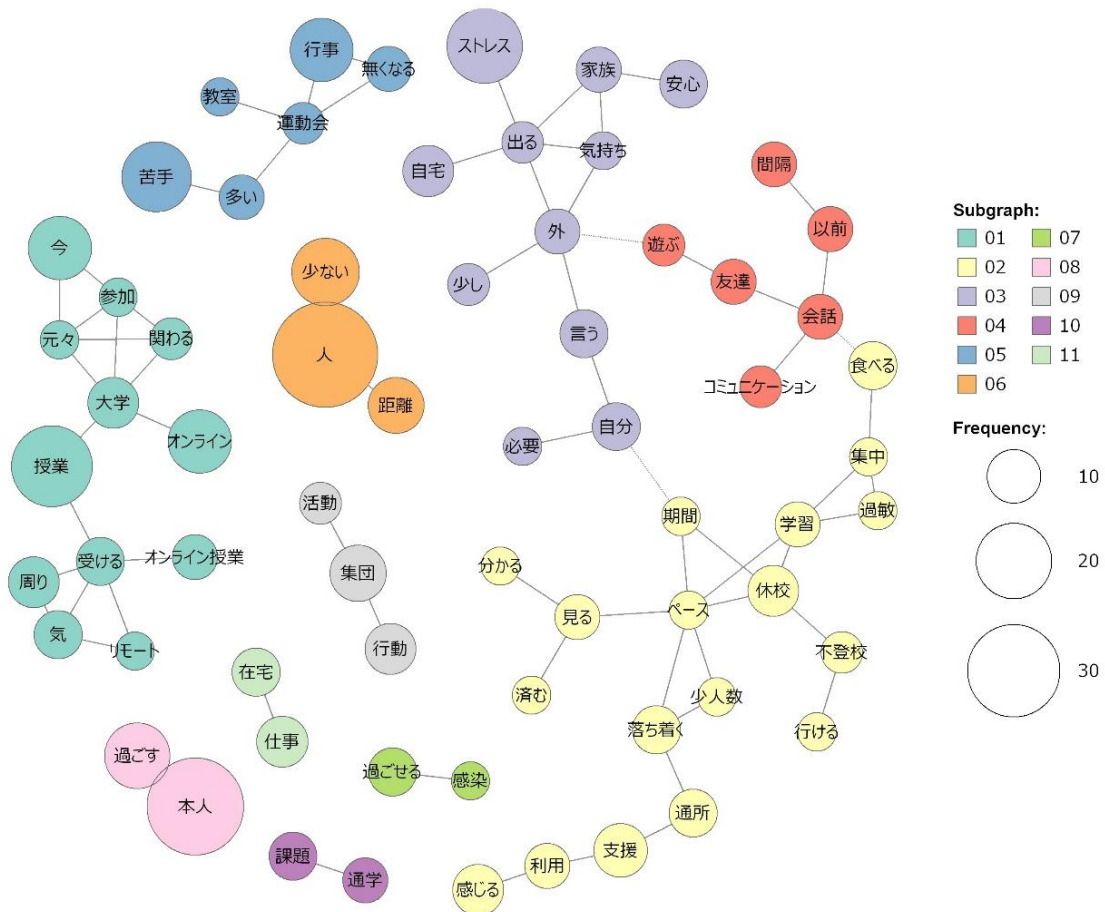 ストレス
行事
無くなる
家族
安心
教室
運動会
出る
気持ち
自宅
間隔
苦手
多い
外
遊ぶ
以前
今
少ない
少し
友達
参加
会話
元々
関わる
人
言う
食べる
大学
距離
コミュニケーション
オンライン
自分
必要
授業
集中
活動
期間
学習
過敏
受ける
オンライン授業
周り
集団
分かる
休校
見る
ペース
気
リモート
行動
不登校
在宅
済む
少人数
行ける
仕事
落ち着く
過ごす
過ごせる
感染
本人
通所
課題
通学
支援
利用
感じる
Subgraph:
01 07
02 08
03 09
04 10
05 11
06
Frequency:
10
20
30